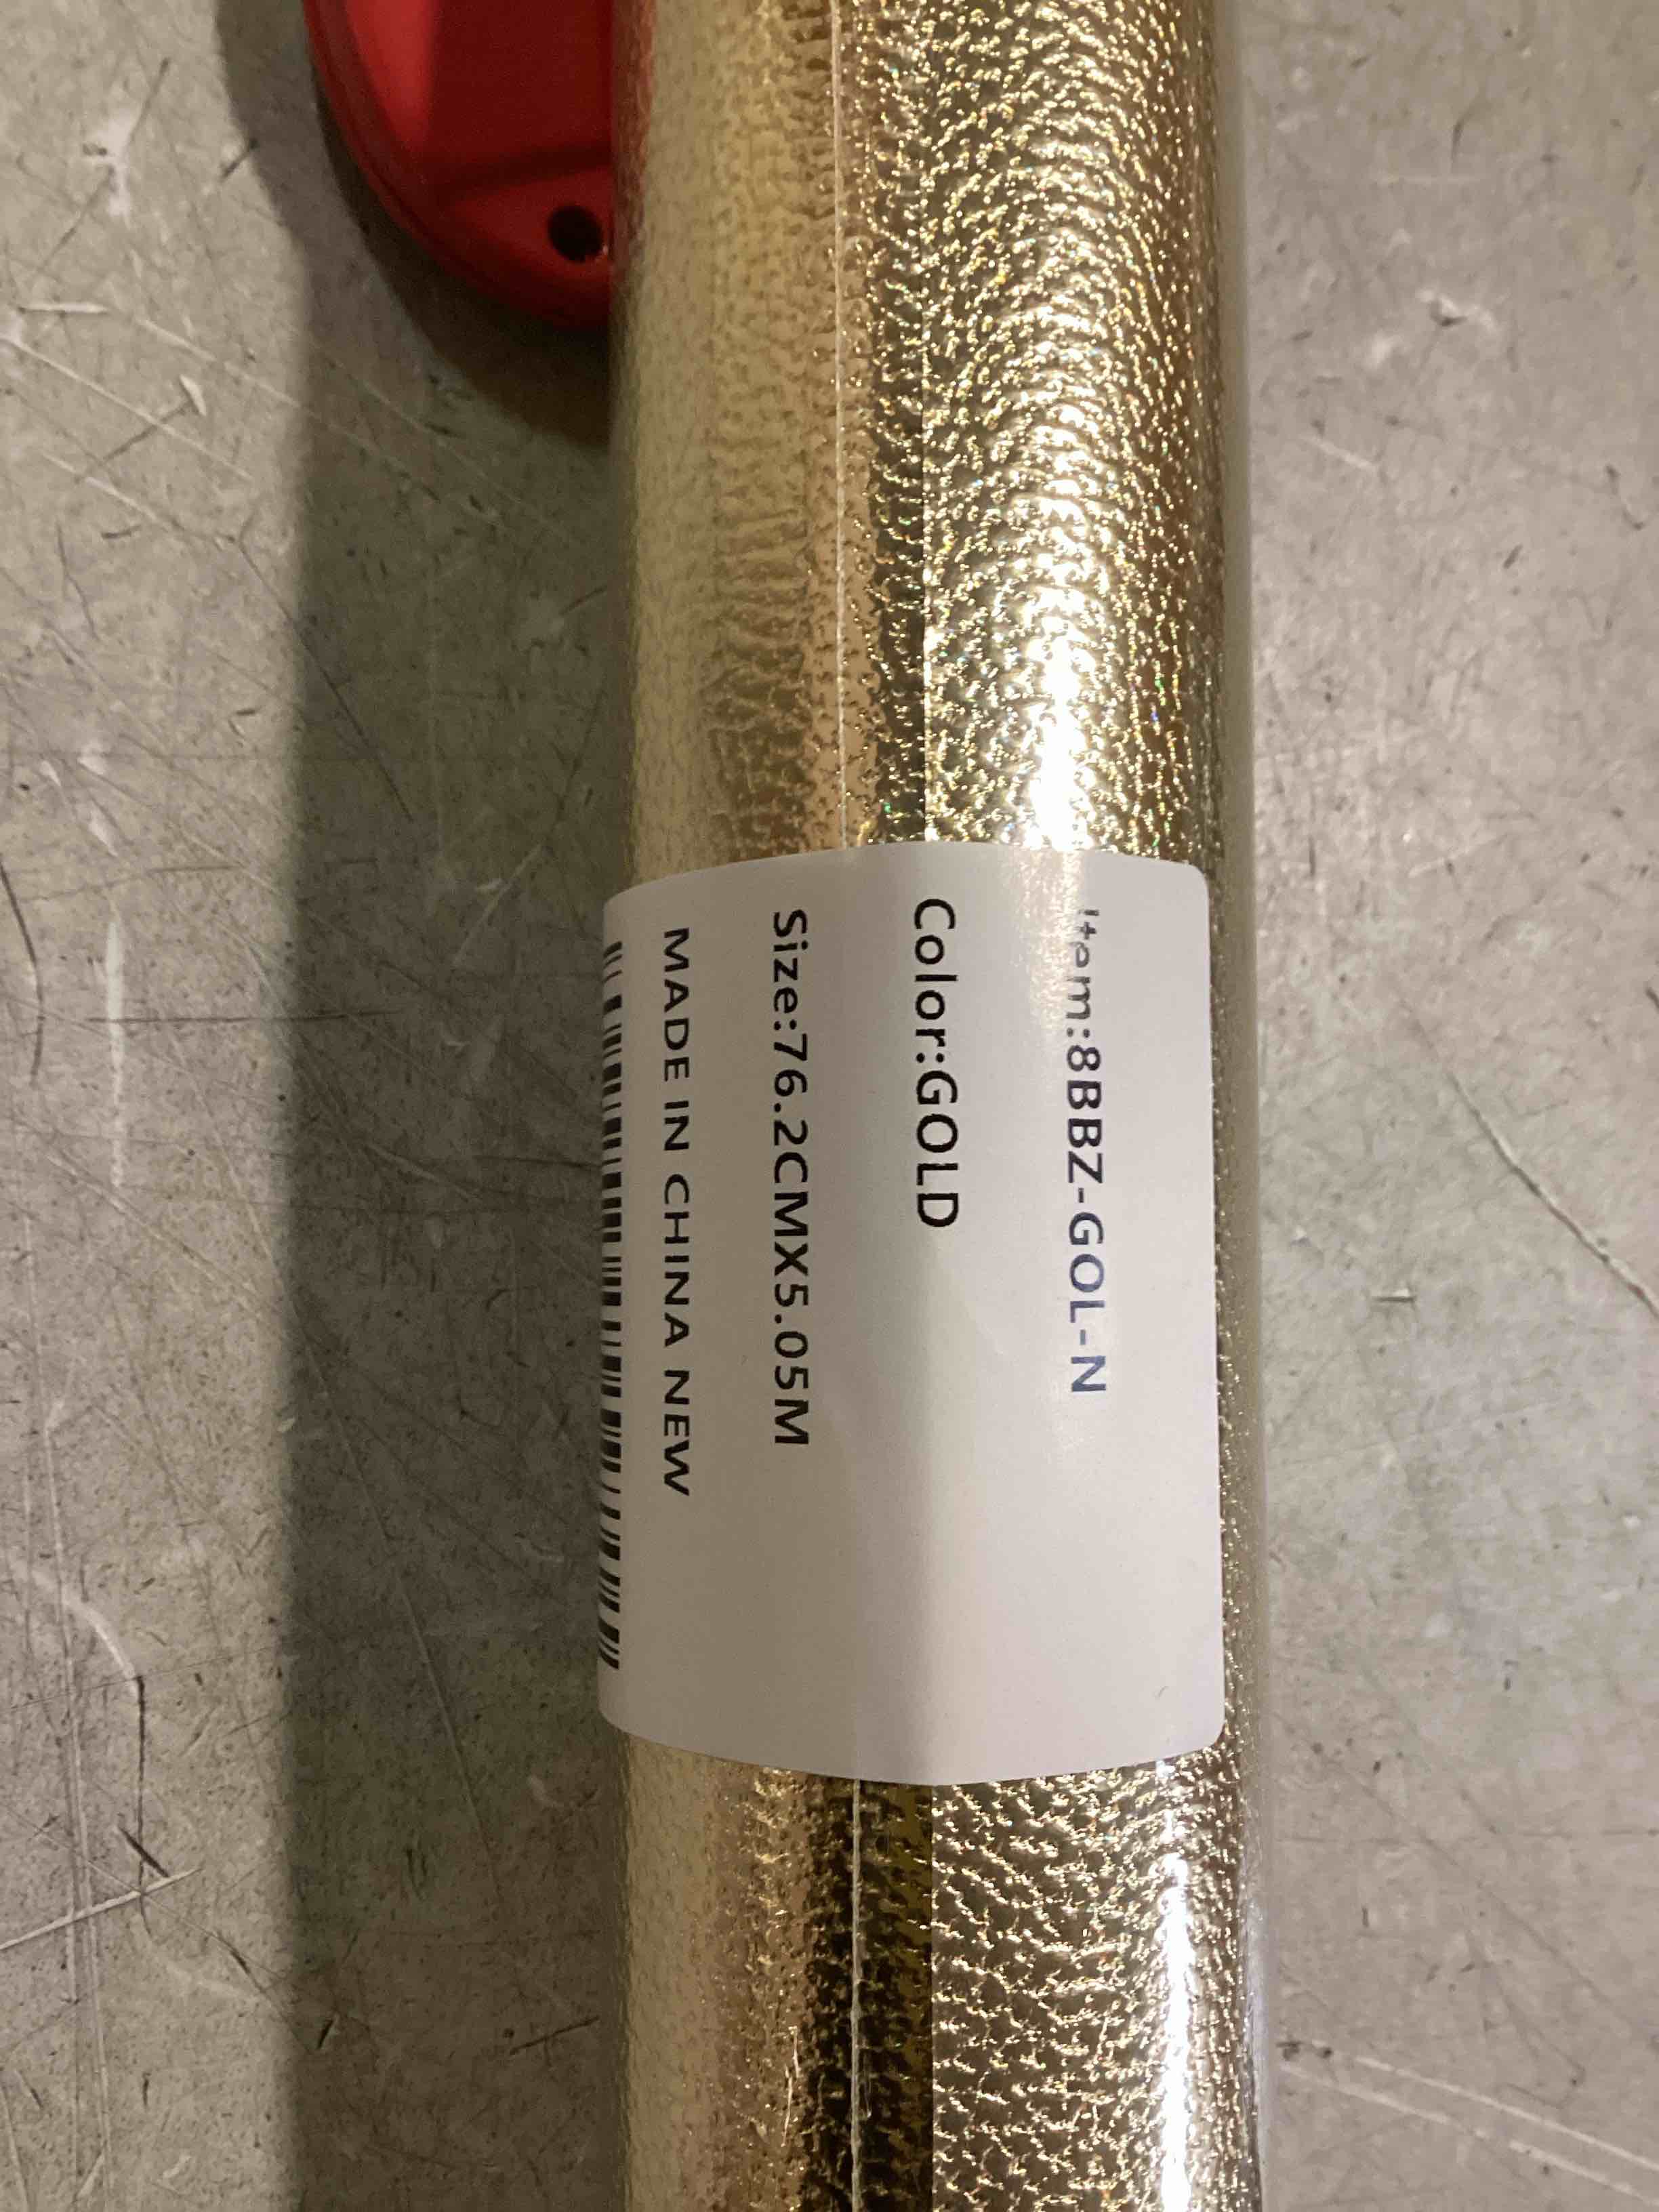 Item:8BBZ-GOL-N
Color:GOLD
Size:76.2CMX5.05M
MADE IN CHINA NEW